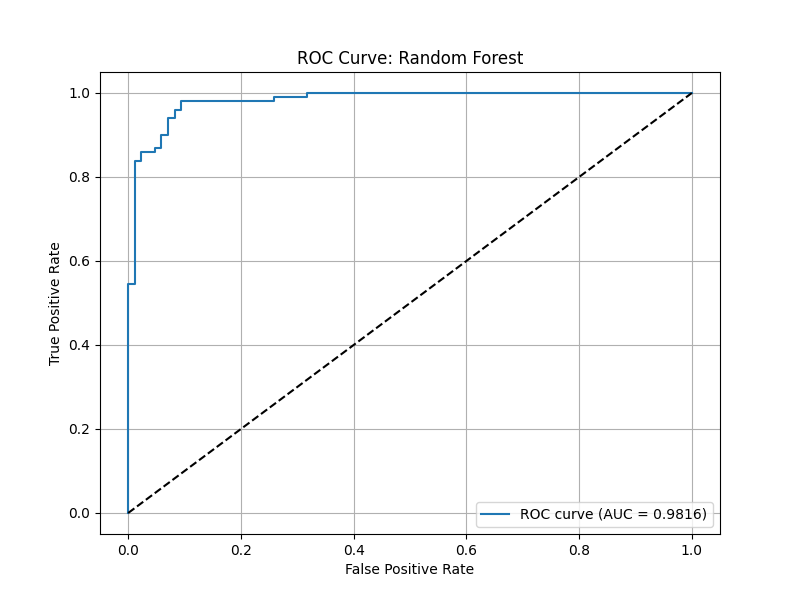 ROC Curve: Random Forest
1.0
0.8
0.6
0.4
0.2
0.0
True Positive Rate
ROC curve (AUC = 0.9816)
0.0 0.2 0.4 0.6 0.8 1.0
False Positive Rate